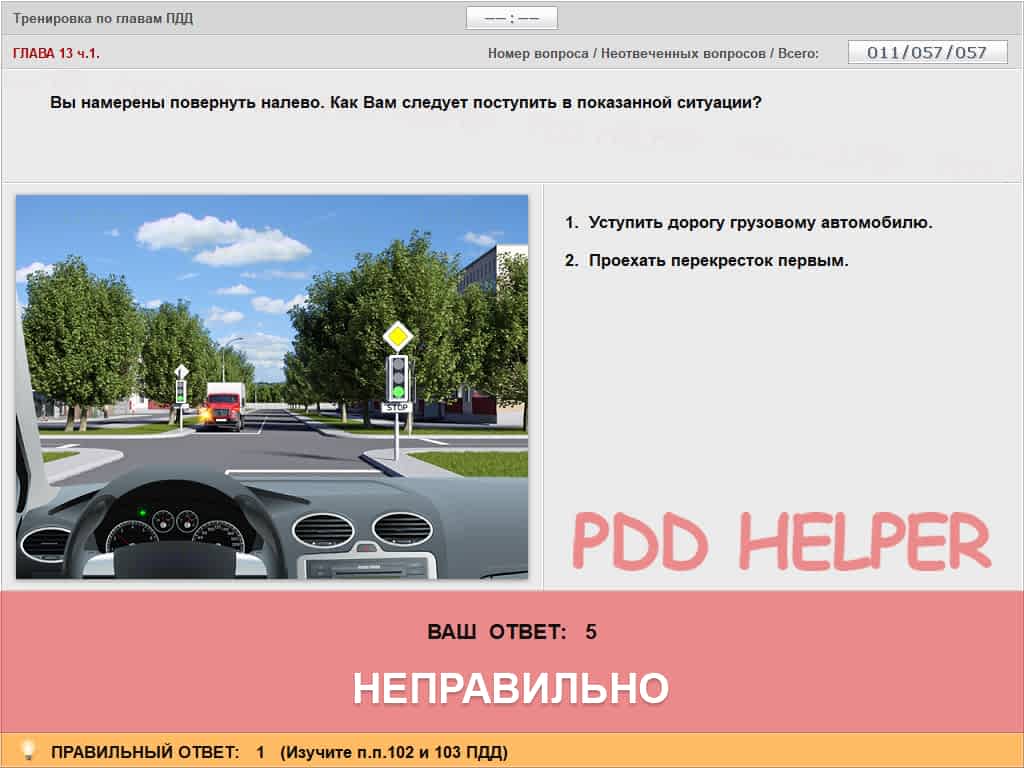 Тренировка по главам ПДД
–– : ––
ГЛАВА 13 ч.1.
Номер вопроса / Неотвеченных вопросов / Всего:
011/057/057
Вы намерены повернуть налево. Как Вам следует поступить в показанной ситуации?
1. Уступить дорогу грузовому автомобилю.
2. Проехать перекресток первым.
STOP
PDD HELPER
ВАШ ОТВЕТ: 5
НЕПРАВИЛЬНО
ПРАВИЛЬНЫЙ ОТВЕТ: 1 (Изучите п.п.102 и 103 ПДД)